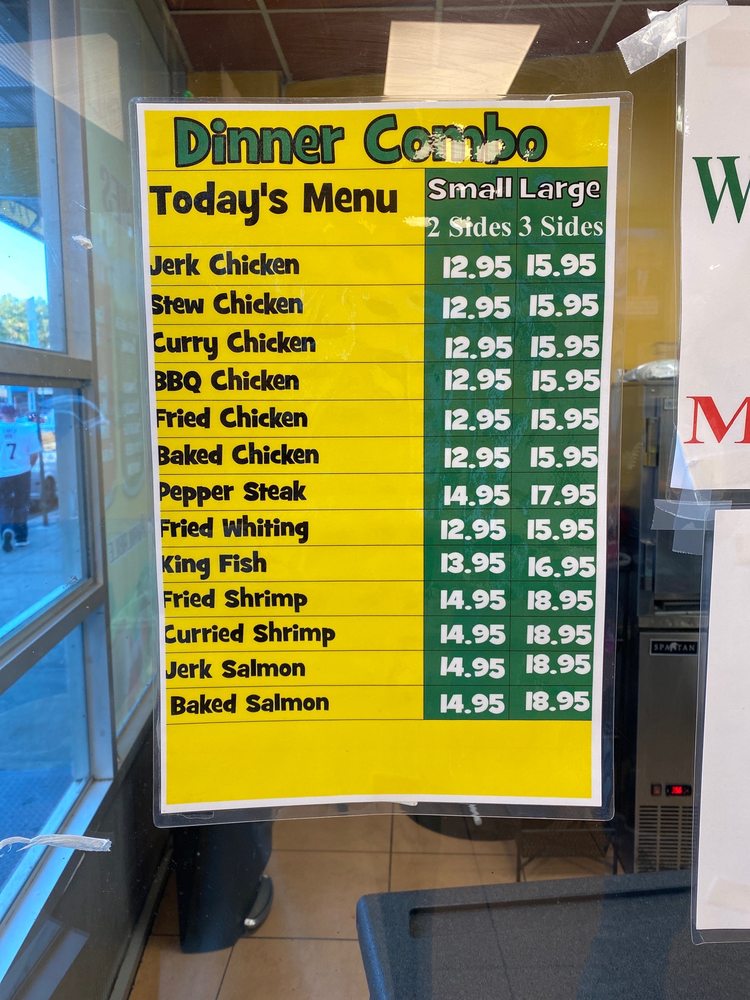 Dinner Combo
Today's Menu Small Large
2 Sides 3 Sides
Jerk Chicken 12.95 15.95
Stew Chicken 12.95 15.95
Curry Chicken 12.95 15.95
BBQ Chicken 12.95 15.95
Fried Chicken 12.95 15.95
Baked Chicken 12.95 15.95
Pepper Steak 14.95 17.95
Fried Whiting 12.95 15.95
King Fish 13.95 16.95
Fried Shrimp 14.95 18.95
Curried Shrimp 14.95 18.95
Jerk Salmon 14.95 18.95
Baked Salmon 14.95 18.95
W
M
SPARTAN
7